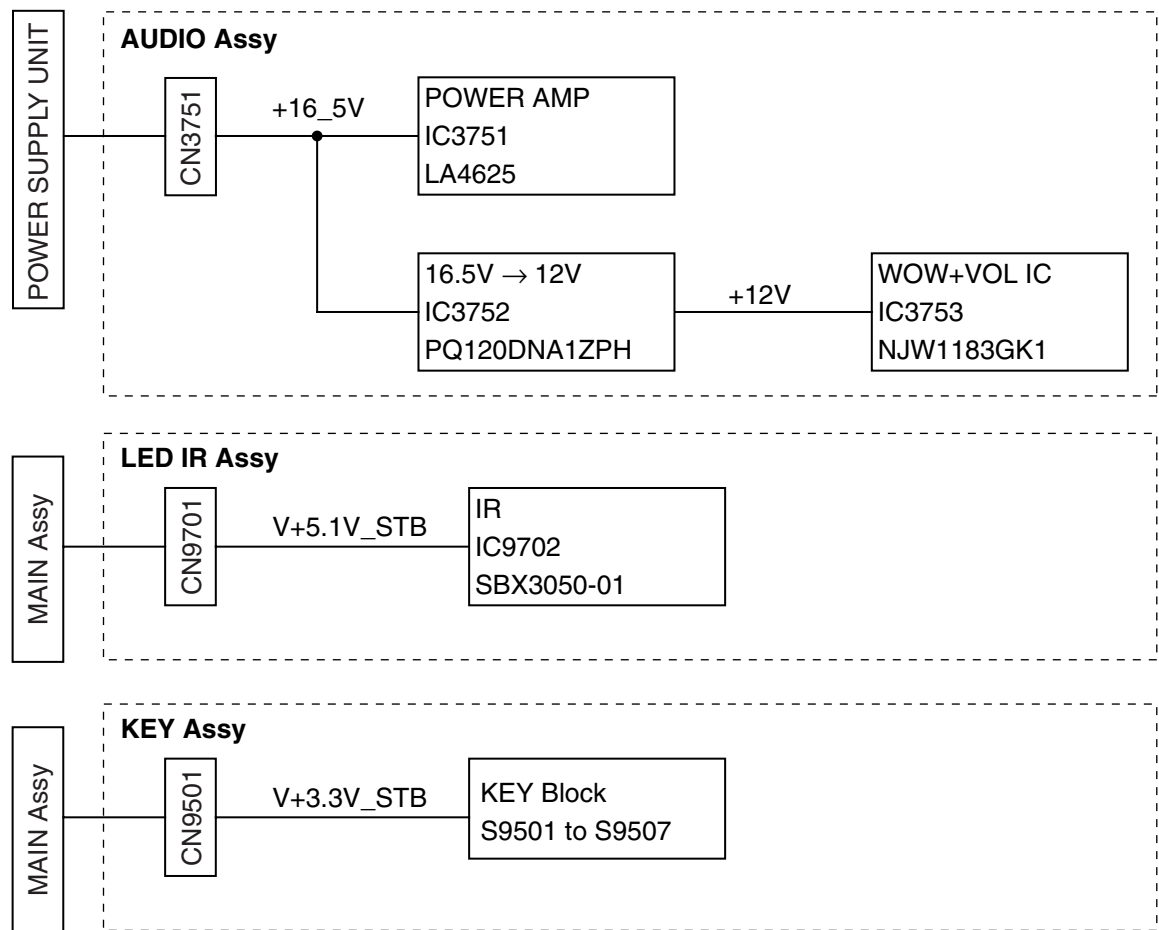 POWER SUPPLY UNIT
AUDIO Assy
CN3751
+16_5V
POWER AMP
IC3751
LA4625
16.5V → 12V
IC3752
PQ120DNA1ZPH
+12V
WOW+VOL IC
IC3753
NJW1183GK1
MAIN Assy
LED IR Assy
CN9701
V+5.1V_STB
IR
IC9702
SBX3050-01
MAIN Assy
KEY Assy
CN9501
V+3.3V_STB
KEY Block
S9501 to S9507